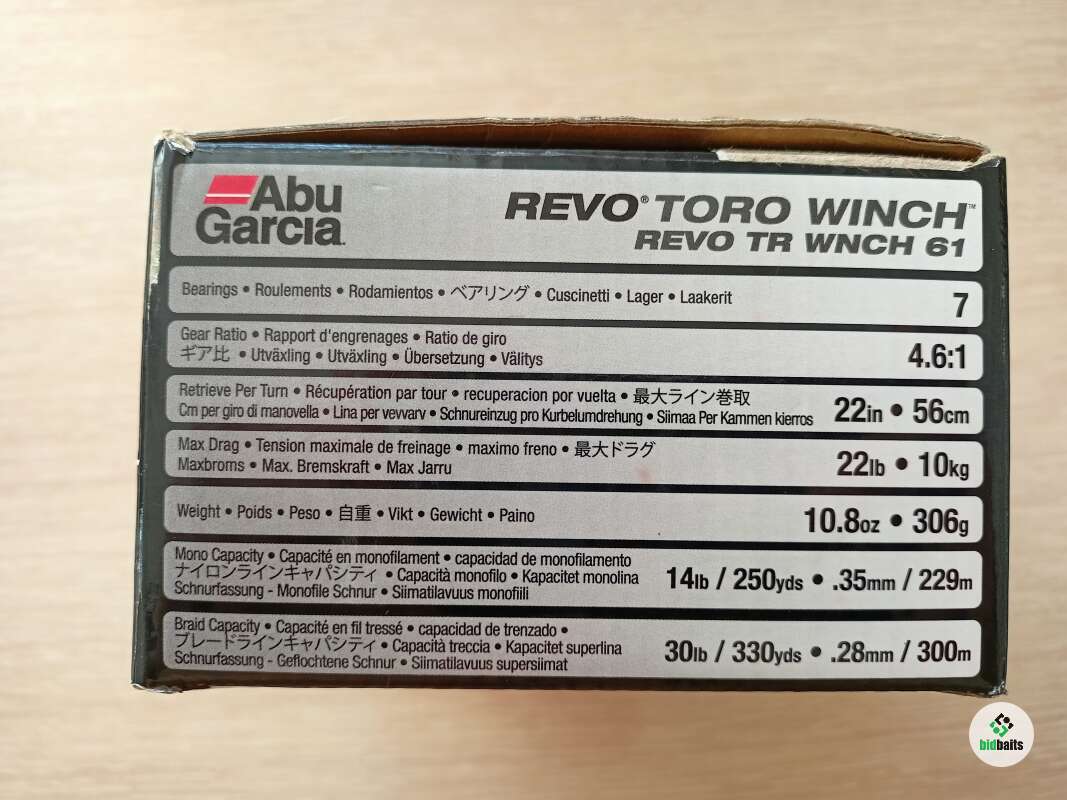 Abu
Garcia
REVO® TORO WINCH™
REVO TR WNCH 61
Bearings • Roulements • Rodamientos • ベアリング • Cuscinetti • Lager • Laakerit
7
Gear Ratio • Rapport d'engrenages • Ratio de giro
ギア比 • Utväxling • Utväxling • Übersetzung • Välitys
4.6:1
Retrieve Per Turn • Récupération par tour • recuperacion por vuelta • 最大ライン巻取
Cm per giro di manovella • Lina per vevvarv • Schnureinzug pro Kurbelumdrehung • Siimaa Per Kammen kierros
22in • 56cm
Max Drag • Tension maximale de freinage • maximo freno • 最大ドラグ
Maxbroms • Max. Bremskraft • Max Jarru
22lb • 10kg
Weight • Poids • Peso • 自重 • Vikt • Gewicht • Paino
10.8oz • 306g
Mono Capacity • Capacité en monofilament • capacidad de monofilamento
ナイロンラインキャパシティ • Capacità monofilo • Kapacitet monolina
Schnurfassung - Monofile Schnur • Siimatilavuus monofiili
14lb / 250yds • .35mm / 229m
Braid Capacity • Capacité en fil tressé • capacidad de trenzado •
ブレードラインキャパシティ • Capacità treccia • Kapacitet superlina
Schnurfassung - Geflochtene Schnur • Siimatilavuus supersiimat
30lb / 330yds • .28mm / 300m
bidbaits